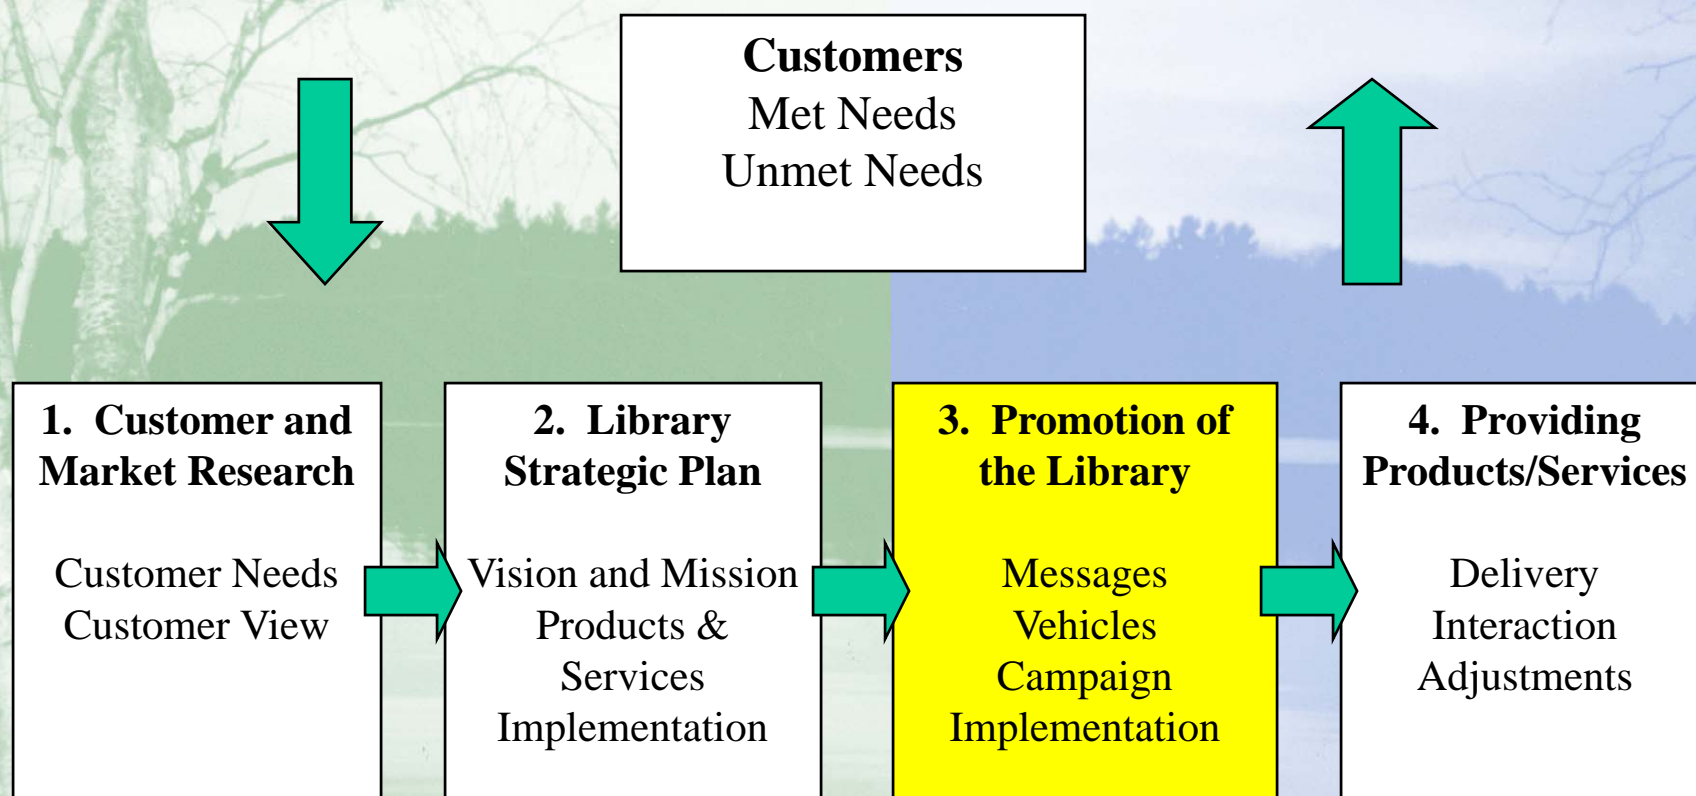 Customers
Met Needs
Unmet Needs
1. Customer and
Market Research
Customer Needs
Customer View
2. Library
Strategic Plan
Vision and Mission
Products &
Services
Implementation
3. Promotion of
the Library
Messages
Vehicles
Campaign
Implementation
4. Providing
Products/Services
Delivery
Interaction
Adjustments